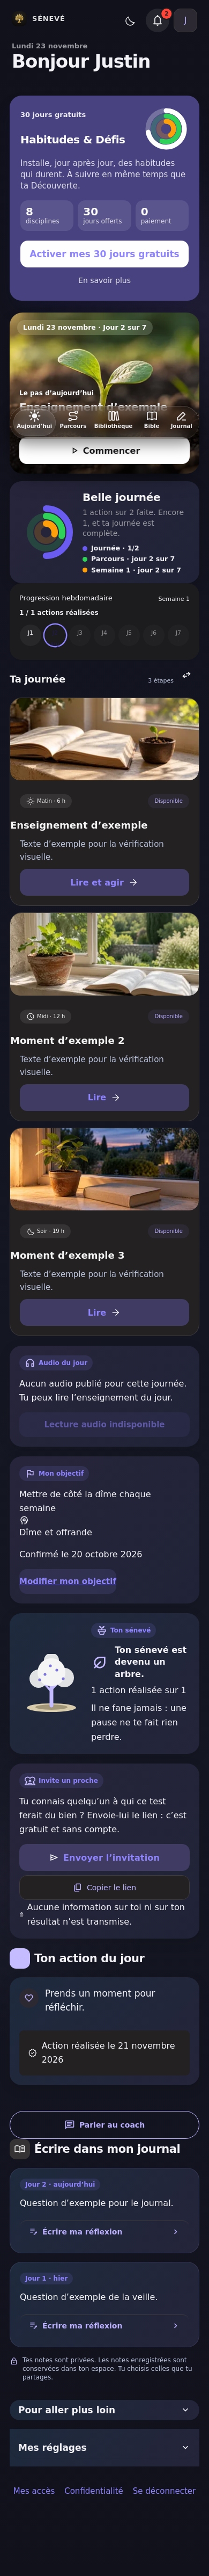 SÉNEVÉ
2
J
Lundi 23 novembre
Bonjour Justin
30 jours gratuits
Habitudes & Défis
Installe, jour après jour, des habitudes
qui durent. À suivre en même temps que
ta Découverte.
8
disciplines
30
jours offerts
0
paiement
Activer mes 30 jours gratuits
En savoir plus
Lundi 23 novembre · Jour 2 sur 7
Le pas d’aujourd’hui
Enseignement d’exemple
Aujourd’hui
Parcours
Bibliothèque
Bible
Journal
Commencer
Belle journée
1 action sur 2 faite. Encore
1, et ta journée est
complète.
Journée · 1/2
Parcours · jour 2 sur 7
Semaine 1 · jour 2 sur 7
Progression hebdomadaire
Semaine 1
1 / 1 actions réalisées
J1
J3
J4
J5
J6
J7
Ta journée
3 étapes
Matin · 6 h
Disponible
Enseignement d’exemple
Texte d’exemple pour la vérification
visuelle.
Lire et agir
Midi · 12 h
Disponible
Moment d’exemple 2
Texte d’exemple pour la vérification
visuelle.
Lire
Soir · 19 h
Disponible
Moment d’exemple 3
Texte d’exemple pour la vérification
visuelle.
Lire
Audio du jour
Aucun audio publié pour cette journée.
Tu peux lire l’enseignement du jour.
Lecture audio indisponible
Mon objectif
Mettre de côté la dîme chaque
semaine
Dîme et offrande
Confirmé le 20 octobre 2026
Modifier mon objectif
Ton sénevé
Ton sénevé est
devenu un
arbre.
1 action réalisée sur 1
Il ne fane jamais : une
pause ne te fait rien
perdre.
Invite un proche
Tu connais quelqu’un à qui ce test
ferait du bien ? Envoie-lui le lien : c’est
gratuit et sans compte.
Envoyer l’invitation
Copier le lien
Aucune information sur toi ni sur ton
résultat n’est transmise.
Ton action du jour
Prends un moment pour
réfléchir.
Action réalisée le 21 novembre
2026
Parler au coach
Écrire dans mon journal
Jour 2 · aujourd’hui
Question d’exemple pour le journal.
Écrire ma réflexion
Jour 1 · hier
Question d’exemple de la veille.
Écrire ma réflexion
Tes notes sont privées. Les notes enregistrées sont
conservées dans ton espace. Tu choisis celles que tu
partages.
Pour aller plus loin
Mes réglages
Mes accès
Confidentialité
Se déconnecter